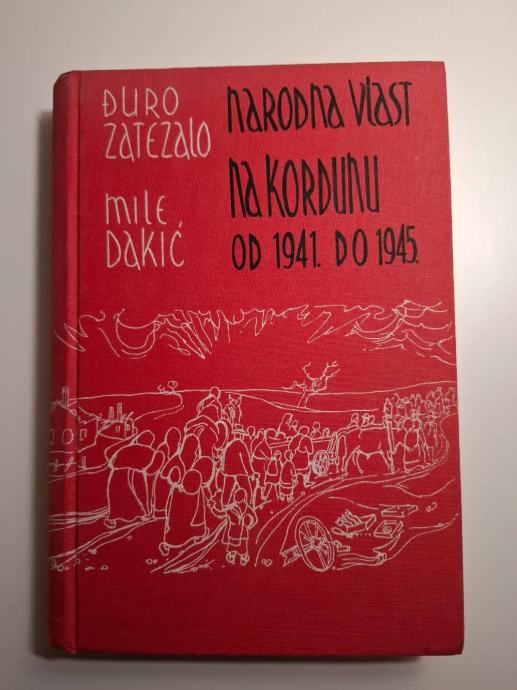 ĐURO
ZATEZALO
MILE
DAKIĆ
NARODNA VLAST
NA KORDUNU
OD 1941. DO 1945.